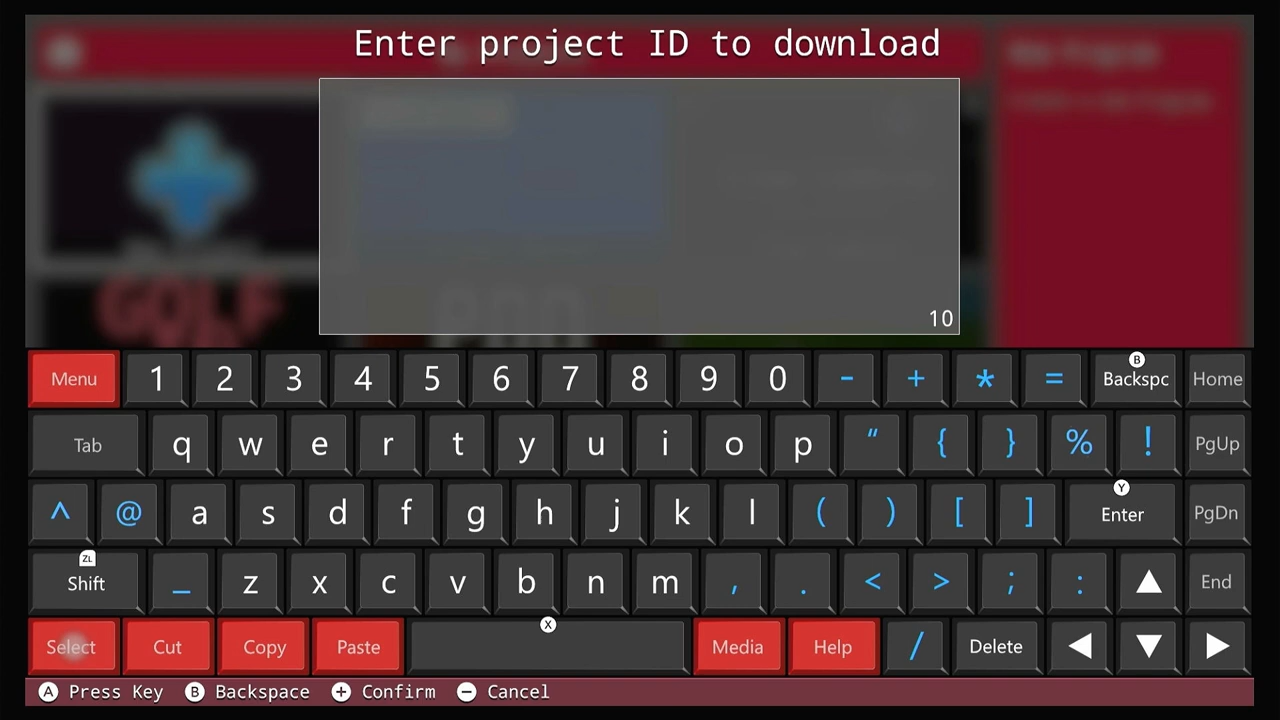 Enter project ID to download
GOLF
10
Menu 1 2 3 4 5 6 7 8 9 0 - + * = B Backspc Home
Tab q w e r t y u i o p " { } % ! PgUp
^ @ a s d f g h j k l ( ) [ ] Y Enter PgDn
ZL Shift _ z x c v b n m , . < > ; : ▲ End
Select Cut Copy Paste X Media Help / Delete ◀ ▼ ▶
A Press Key B Backspace + Confirm - Cancel